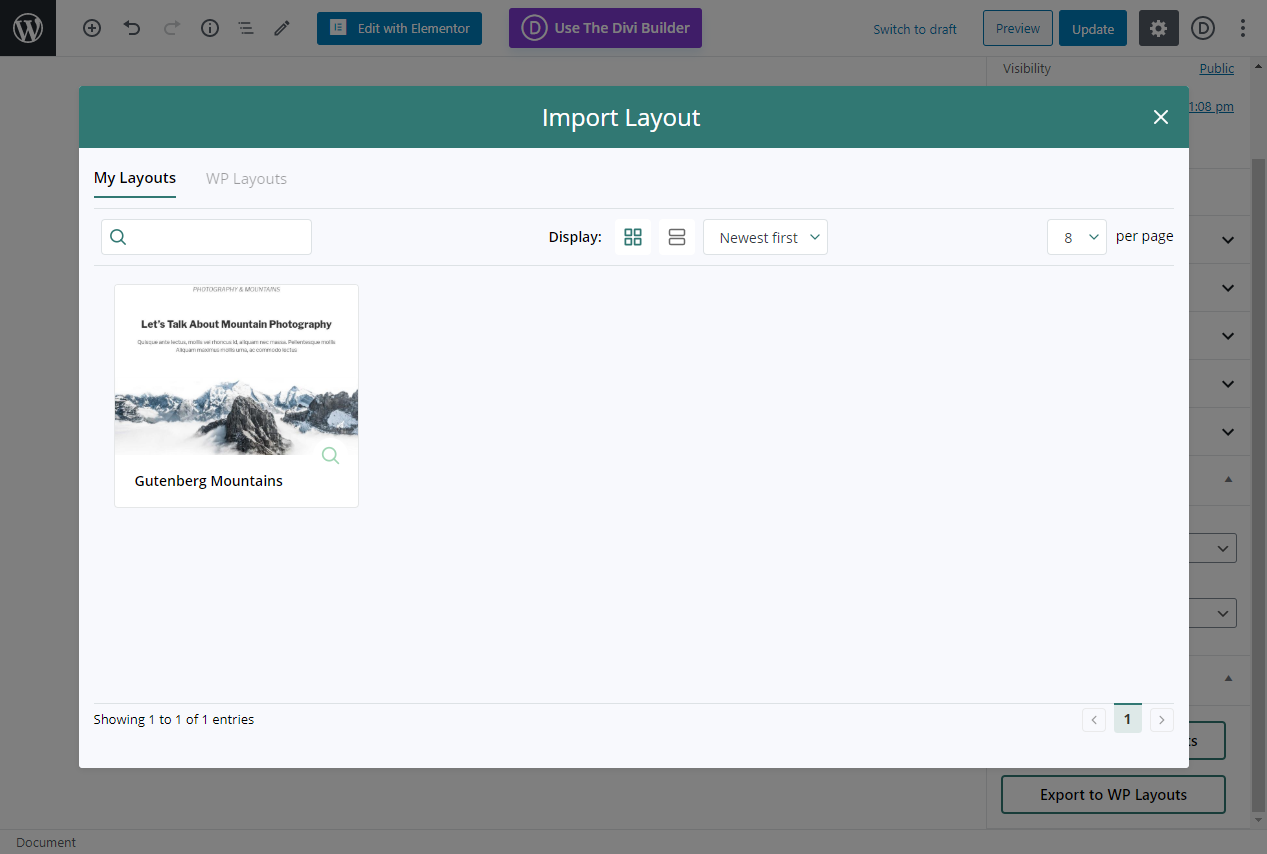 Edit with Elementor
D Use The Divi Builder
Switch to draft
Preview
Update
D
Visibility
Public
1:08 pm
Import Layout
My Layouts
WP Layouts
Display:
Newest first
8
per page
PHOTOGRAPHY & MOUNTAINS
Let's Talk About Mountain Photography
Quisque ante lectus, mollis vel rhoncus id, aliquam nec massa. Pellentesque mollis
Aliquam maximus mollis urna, ac commodo lectus
Gutenberg Mountains
Showing 1 to 1 of 1 entries
1
ts
Export to WP Layouts
Document